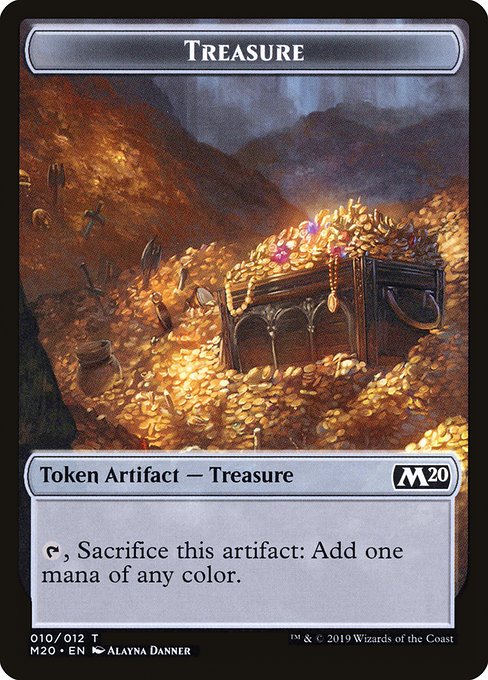 TREASURE
Token Artifact — Treasure
M20
, Sacrifice this artifact: Add one
mana of any color.
010/012 T
M20 • EN ALAYNA DANNER
™ & © 2019 Wizards of the Coast